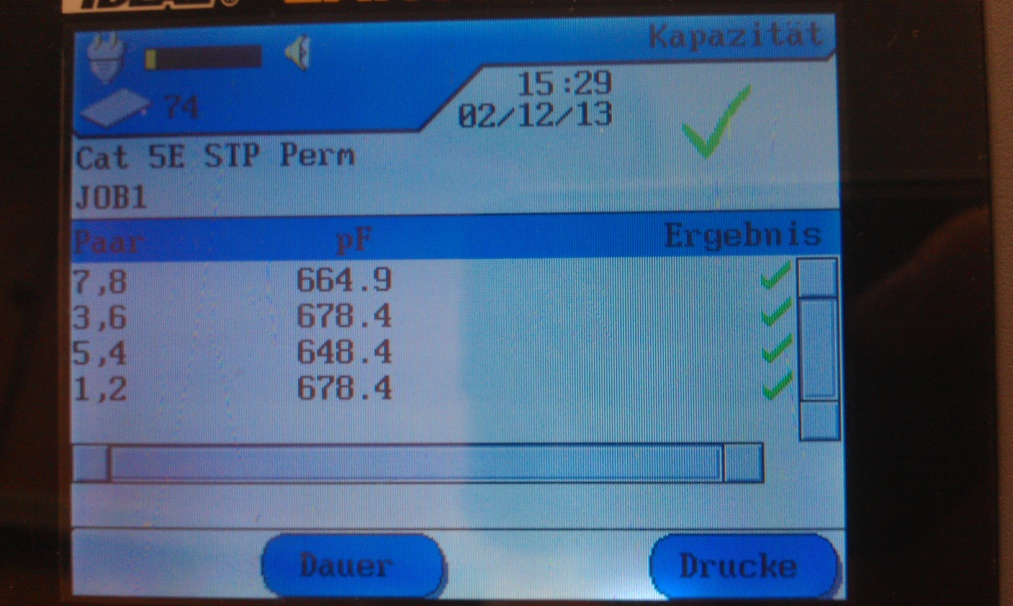 IDEAL®
Kapazität
15:29
74
02/12/13
Cat 5E STP Perm
JOB1
Paar pF Ergebnis
7,8 664.9
3,6 678.4
5,4 648.4
1,2 678.4
Dauer Drucke